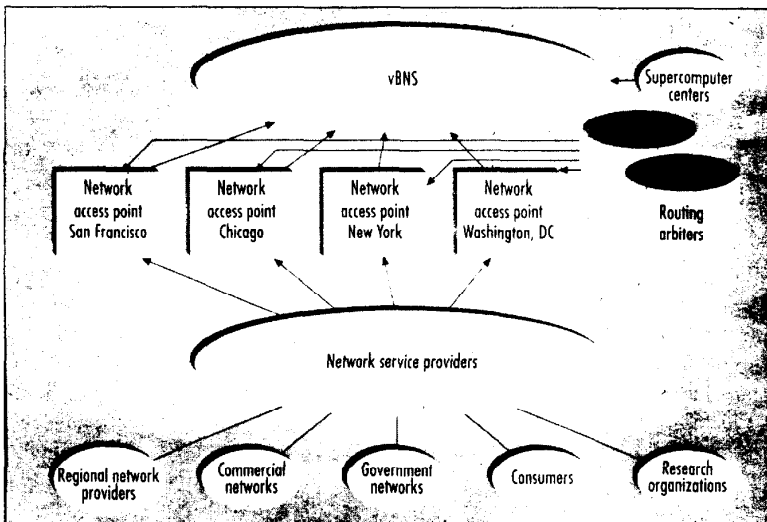 vBNS
Supercomputer
centers
Network
access point
San Francisco
Network
access point
Chicago
Network
access point
New York
Network
access point
Washington, DC
Routing
arbiters
Network service providers
Regional network
providers
Commercial
networks
Government
networks
Consumers
Research
organizations